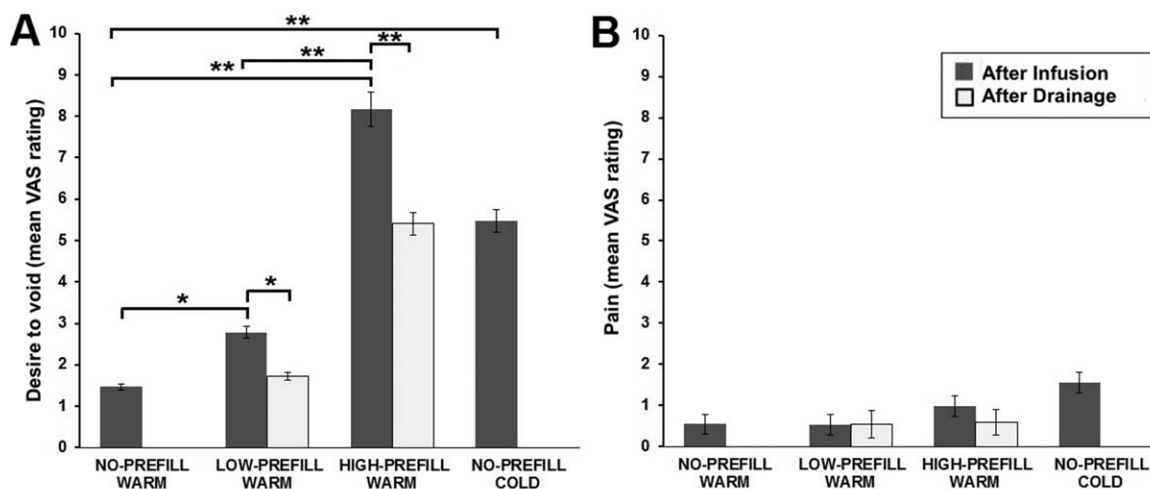 A
Desire to void (mean VAS rating)
10
9
8
7
6
5
4
3
2
1
0
**
**
**
**
*
*
NO-PREFILL
WARM
LOW-PREFILL
WARM
HIGH-PREFILL
WARM
NO-PREFILL
COLD
B
Pain (mean VAS rating)
10
9
8
7
6
5
4
3
2
1
0
After Infusion
After Drainage
NO-PREFILL
WARM
LOW-PREFILL
WARM
HIGH-PREFILL
WARM
NO-PREFILL
COLD